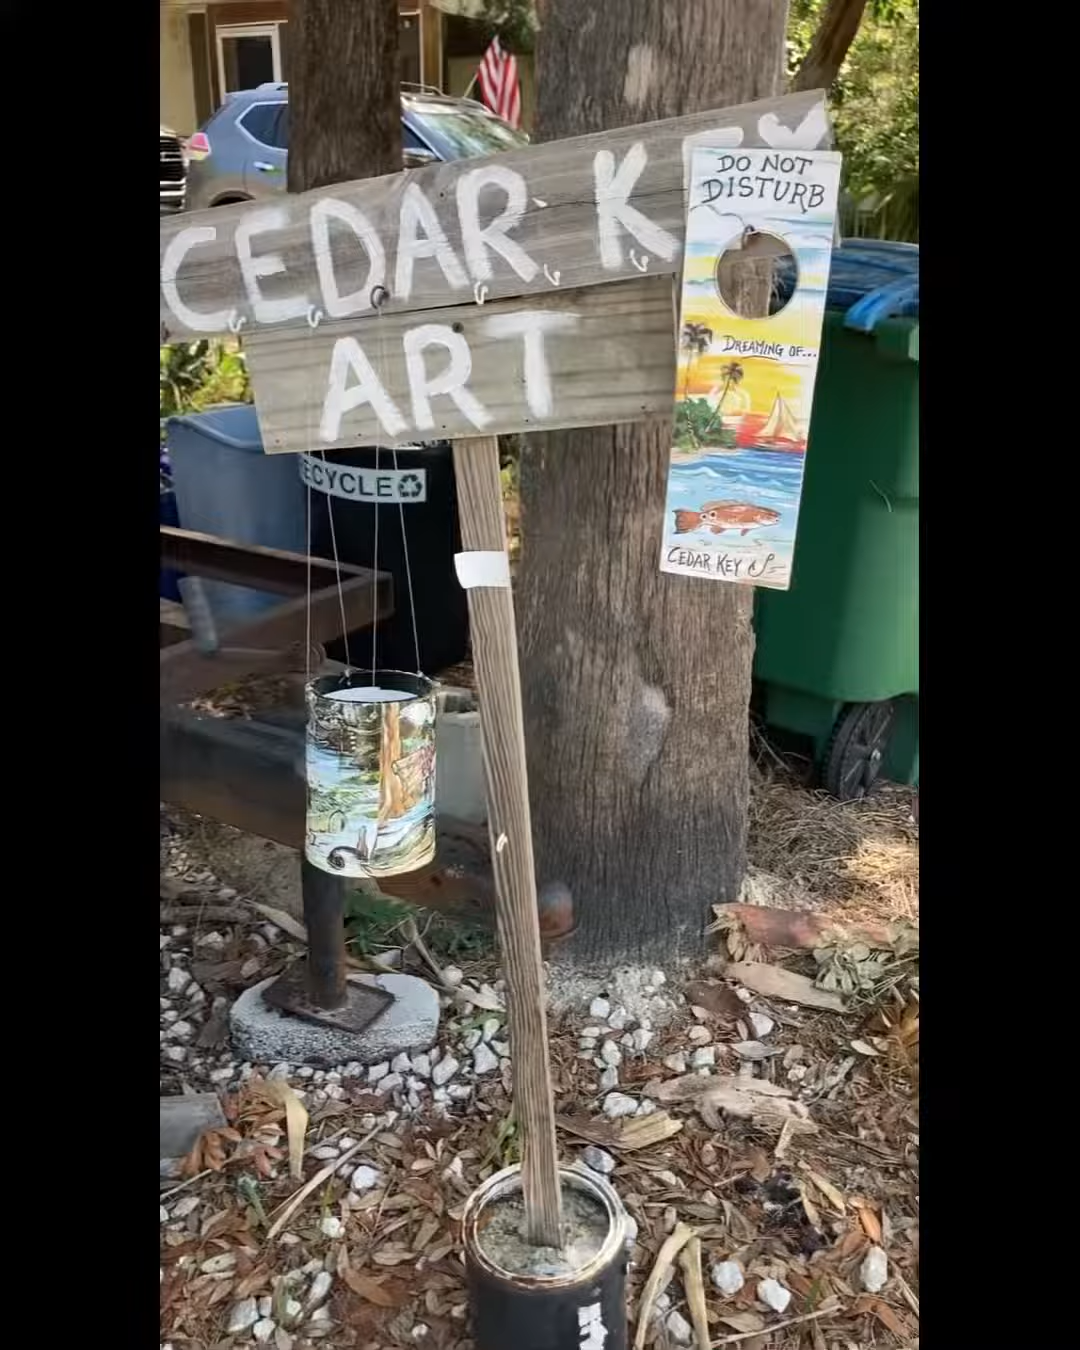 CEDAR K
ART
DO NOT
DISTURB
DREAMING OF...
CEDAR KEY
ECYCLE